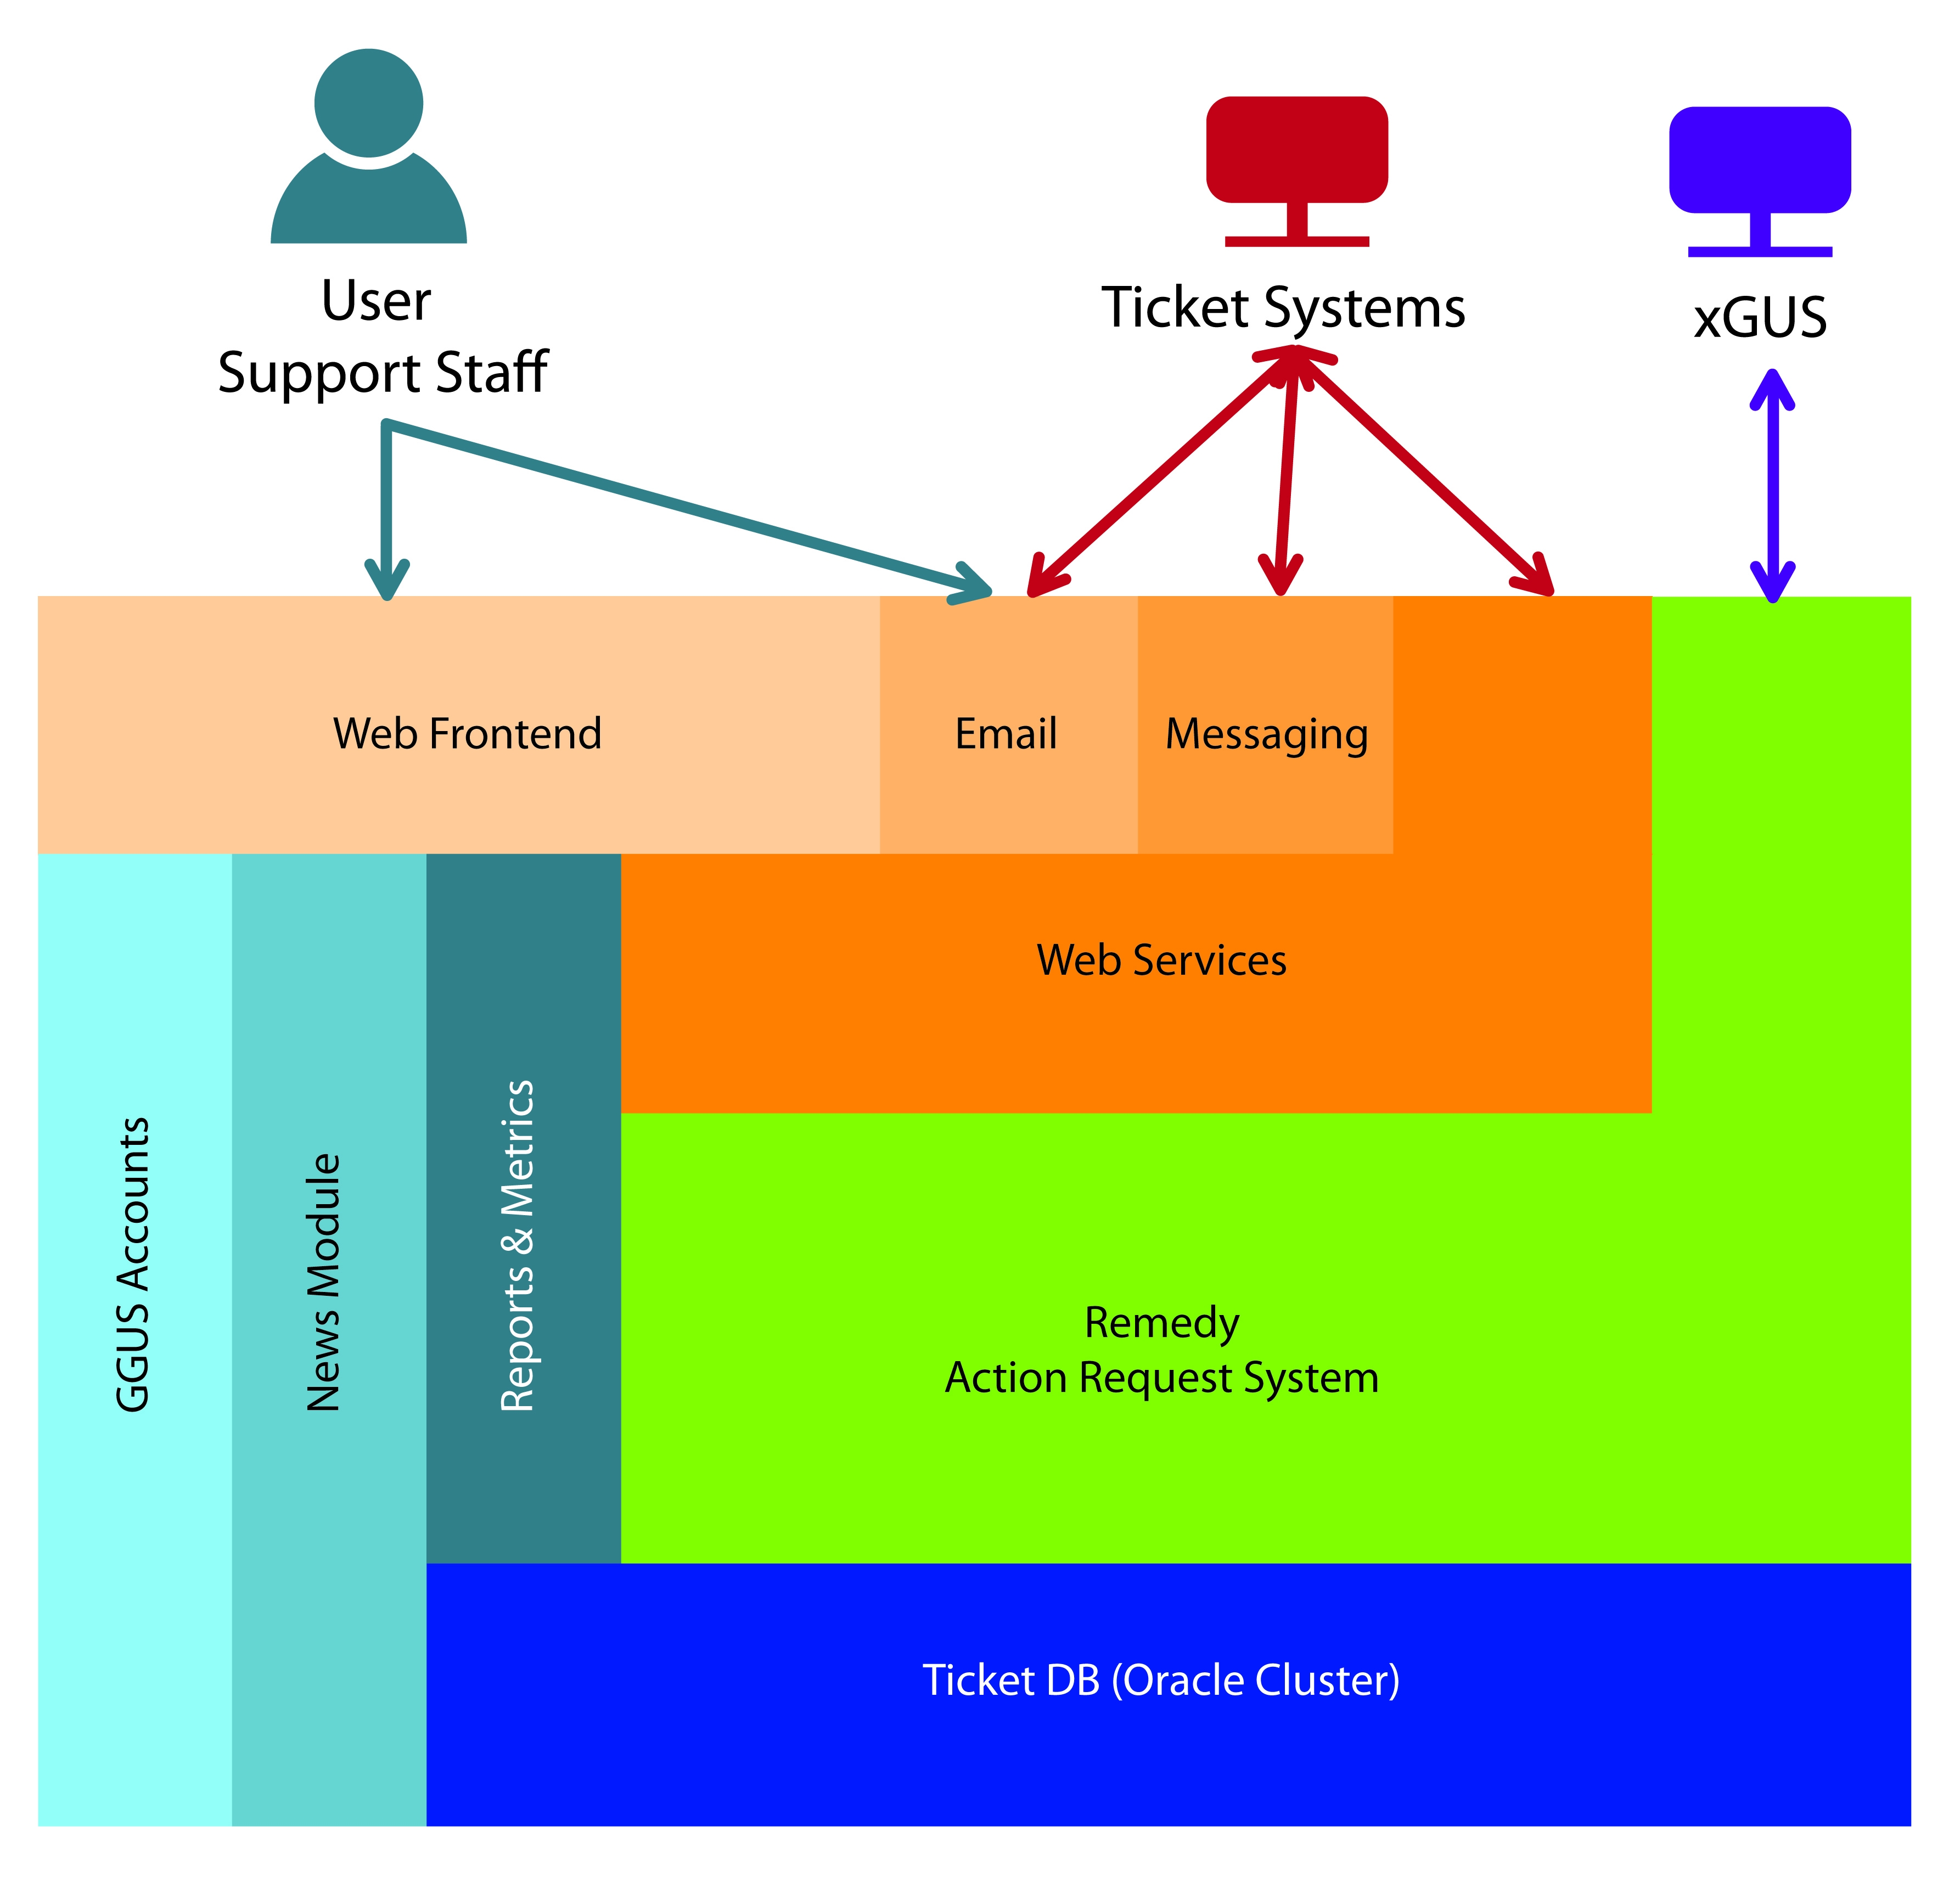 User
Support Staff
Ticket Systems
xGUS
Web Frontend
Email
Messaging
Web Services
GGUS Accounts
News Module
Reports & Metrics
Remedy
Action Request System
Ticket DB (Oracle Cluster)